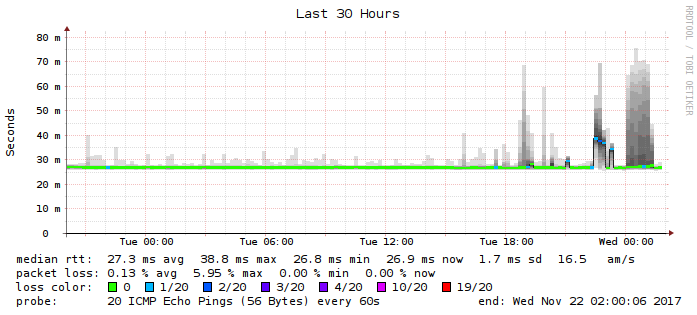 Last 30 Hours
RRDTOOL / TOBI OETIKER
Seconds
80 m
70 m
60 m
50 m
40 m
30 m
20 m
10 m
0
Tue 00:00 Tue 06:00 Tue 12:00 Tue 18:00 Wed 00:00
median rtt: 27.3 ms avg 38.8 ms max 26.8 ms min 26.9 ms now 1.7 ms sd 16.5 am/s
packet loss: 0.13 % avg 5.95 % max 0.00 % min 0.00 % now
loss color: 0 1/20 2/20 3/20 4/20 10/20 19/20
probe: 20 ICMP Echo Pings (56 Bytes) every 60s end: Wed Nov 22 02:00:06 2017